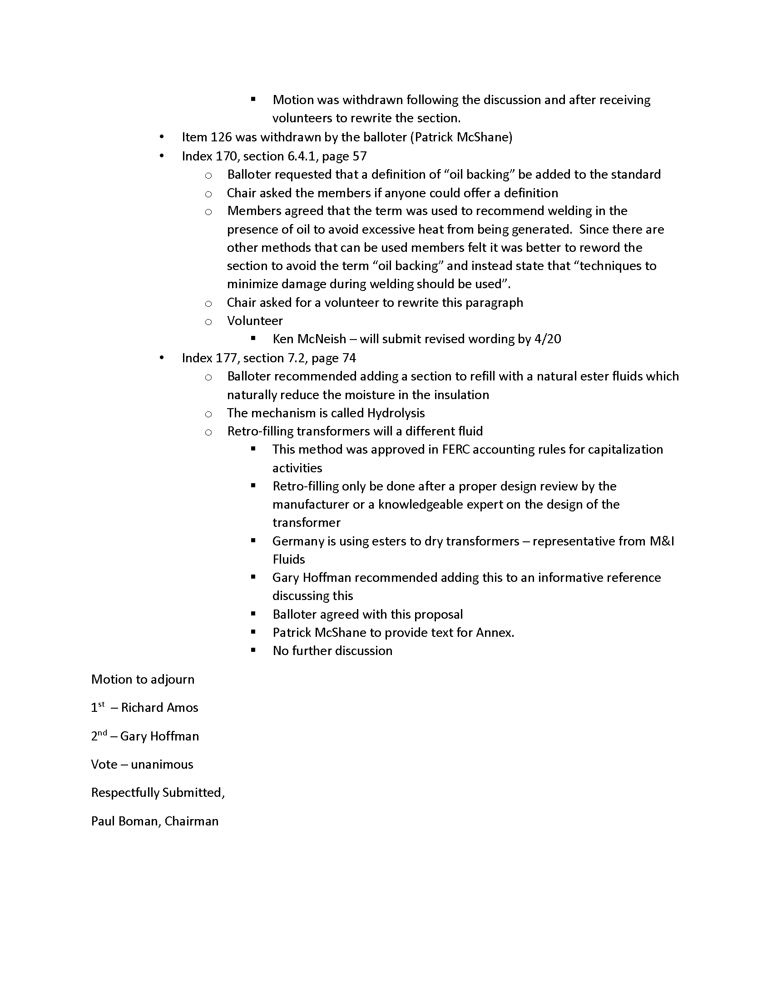 ▪ Motion was withdrawn following the discussion and after receiving
volunteers to rewrite the section.
• Item 126 was withdrawn by the balloter (Patrick McShane)
• Index 170, section 6.4.1, page 57
o Balloter requested that a definition of “oil backing” be added to the standard
o Chair asked the members if anyone could offer a definition
o Members agreed that the term was used to recommend welding in the
presence of oil to avoid excessive heat from being generated.  Since there are
other methods that can be used members felt it was better to reword the
section to avoid the term “oil backing” and instead state that “techniques to
minimize damage during welding should be used”.
o Chair asked for a volunteer to rewrite this paragraph
o Volunteer
▪ Ken McNeish – will submit revised wording by 4/20
• Index 177, section 7.2, page 74
o Balloter recommended adding a section to refill with a natural ester fluids which
naturally reduce the moisture in the insulation
o The mechanism is called Hydrolysis
o Retro-filling transformers will a different fluid
▪ This method was approved in FERC accounting rules for capitalization
activities
▪ Retro-filling only be done after a proper design review by the
manufacturer or a knowledgeable expert on the design of the
transformer
▪ Germany is using esters to dry transformers – representative from M&I
Fluids
▪ Gary Hoffman recommended adding this to an informative reference
discussing this
▪ Balloter agreed with this proposal
▪ Patrick McShane to provide text for Annex.
▪ No further discussion
Motion to adjourn
1st – Richard Amos
2nd – Gary Hoffman
Vote – unanimous
Respectfully Submitted,
Paul Boman, Chairman